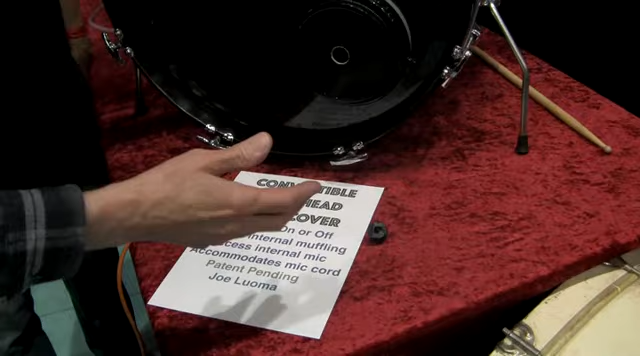 HEAD
COVER
On or Off
internal muffling
internal mic
Accommodates mic cord
Patent Pending
Joe Luoma